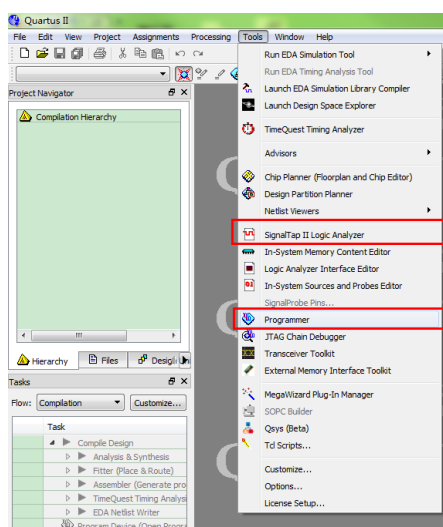 Quartus II
File Edit View Project Assignments Processing Tools Window Help
Project Navigator
Compilation Hierarchy
Hierarchy Files
Tasks
Flow: Compilation Customize...
Task
Compile Design
Analysis & Synthesis
Fitter (Place & Route)
Assembler (Generate pro
TimeQuest Timing Analysi
EDA Netlist Writer
Program Device (Open Progra
Run EDA Simulation Tool
Run EDA Timing Analysis Tool
Launch EDA Simulation Library Compiler
Launch Design Space Explorer
TimeQuest Timing Analyzer
Advisors
Chip Planner (Floorplan and Chip Editor)
Design Partition Planner
Netlist Viewers
SignalTap II Logic Analyzer
In-System Memory Content Editor
Logic Analyzer Interface Editor
In-System Sources and Probes Editor
SignalProbe Pins...
Programmer
JTAG Chain Debugger
Transceiver Toolkit
External Memory Interface Toolkit
MegaWizard Plug-In Manager
SOPC Builder
Qsys (Beta)
Tcl Scripts...
Customize...
Options...
License Setup...